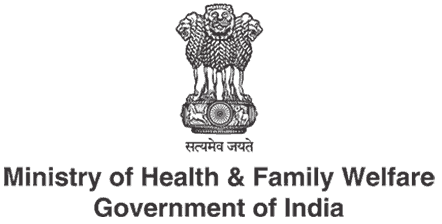 सत्यमेव जयते
Ministry of Health & Family Welfare
Government of India